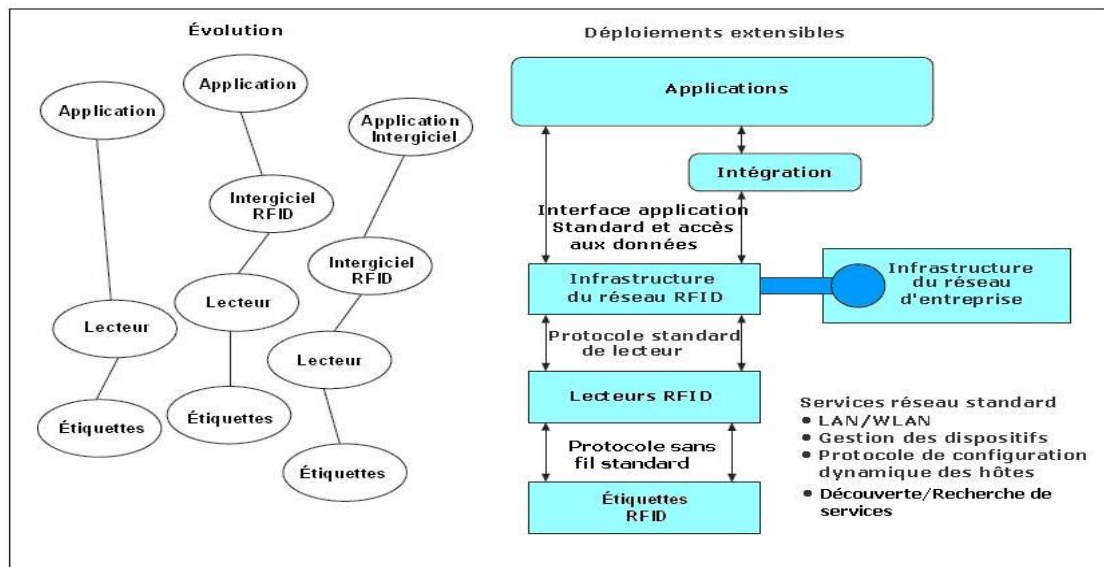 Évolution
Application
Lecteur
Étiquettes
Application
Intergiciel
RFID
Lecteur
Étiquettes
Application
Intergiciel
Intergiciel
RFID
Lecteur
Étiquettes
Déploiements extensibles
Applications
Intégration
Interface application
Standard et accès
aux données
Infrastructure
du réseau RFID
Infrastructure
du réseau
d'entreprise
Protocole standard
de lecteur
Lecteurs RFID
Protocole sans
fil standard
Étiquettes
RFID
Services réseau standard
• LAN/WLAN
• Gestion des dispositifs
• Protocole de configuration
dynamique des hôtes
• Découverte/Recherche de
services